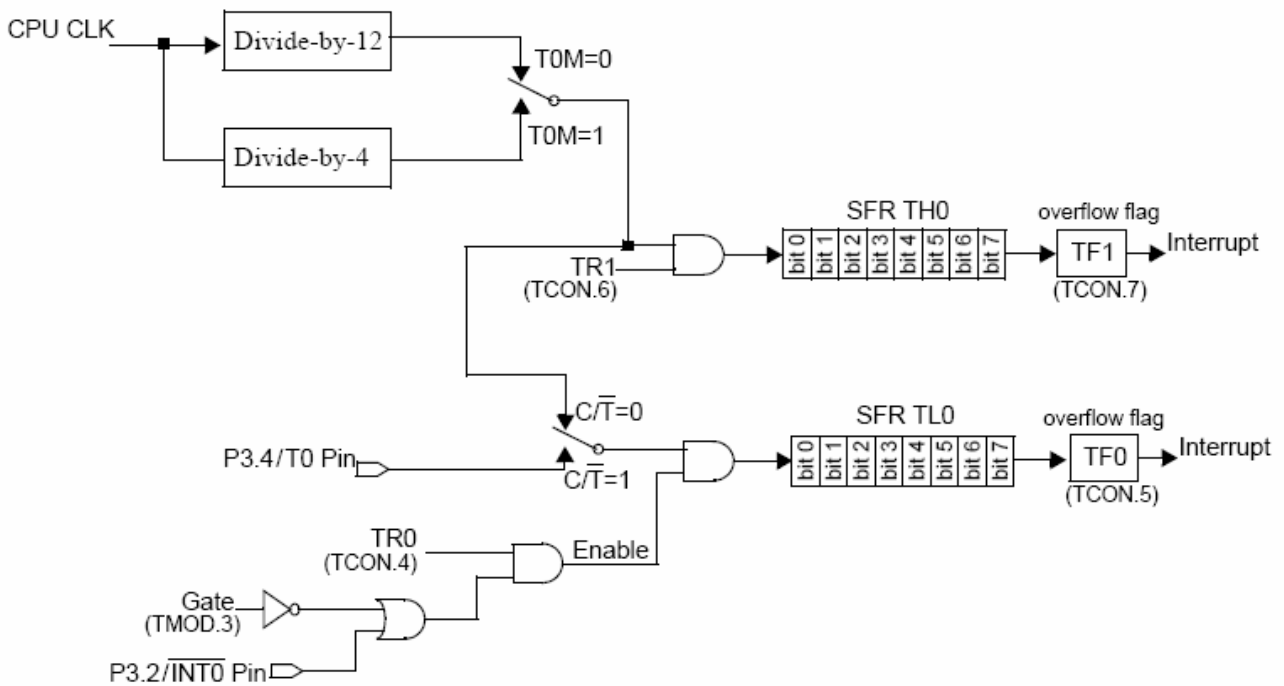 CPU CLK
Divide-by-12
T0M=0
T0M=1
Divide-by-4
SFR TH0
overflow flag
bit 0 bit 1 bit 2 bit 3 bit 4 bit 5 bit 6 bit 7
TF1
Interrupt
TR1
(TCON.6)
(TCON.7)
C/T̅=0
SFR TL0
overflow flag
P3.4/T0 Pin
C/T̅=1
bit 0 bit 1 bit 2 bit 3 bit 4 bit 5 bit 6 bit 7
TF0
Interrupt
(TCON.5)
TR0
(TCON.4)
Enable
Gate
(TMOD.3)
P3.2/I̅N̅T̅0̅ Pin